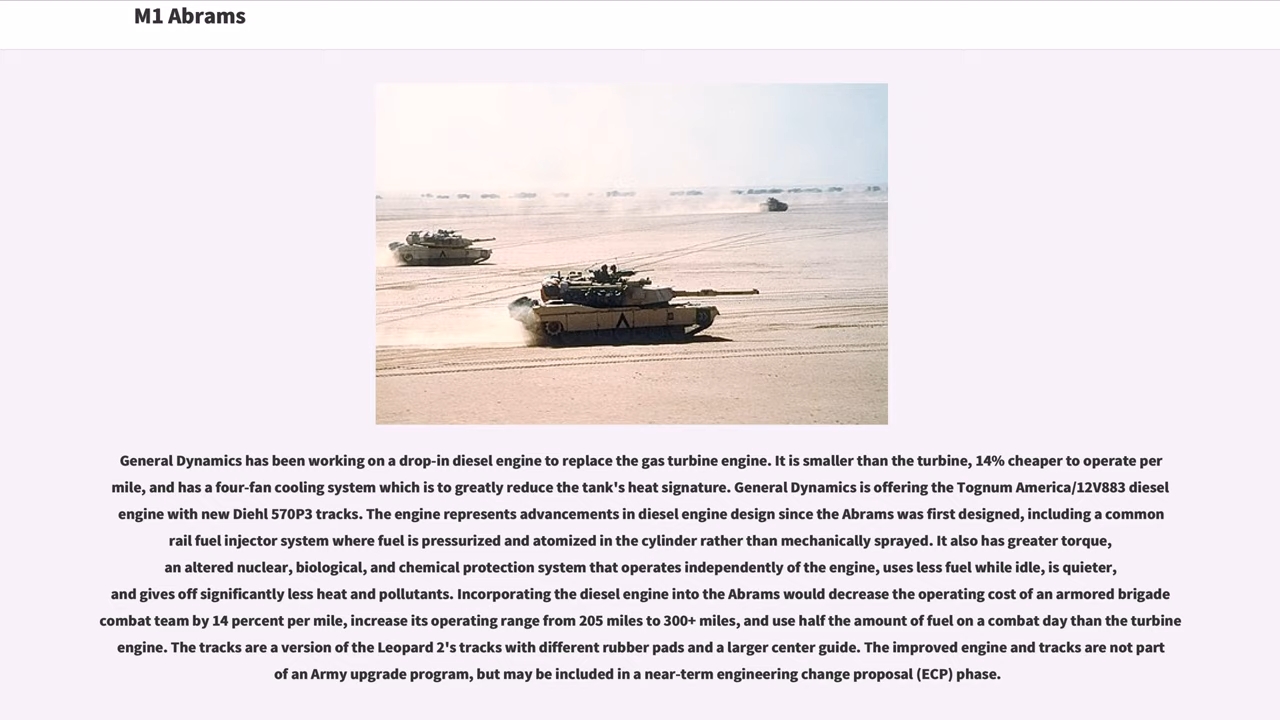 M1 Abrams
General Dynamics has been working on a drop-in diesel engine to replace the gas turbine engine. It is smaller than the turbine, 14% cheaper to operate per
mile, and has a four-fan cooling system which is to greatly reduce the tank's heat signature. General Dynamics is offering the Tognum America/12V883 diesel
engine with new Diehl 570P3 tracks. The engine represents advancements in diesel engine design since the Abrams was first designed, including a common
rail fuel injector system where fuel is pressurized and atomized in the cylinder rather than mechanically sprayed. It also has greater torque,
an altered nuclear, biological, and chemical protection system that operates independently of the engine, uses less fuel while idle, is quieter,
and gives off significantly less heat and pollutants. Incorporating the diesel engine into the Abrams would decrease the operating cost of an armored brigade
combat team by 14 percent per mile, increase its operating range from 205 miles to 300+ miles, and use half the amount of fuel on a combat day than the turbine
engine. The tracks are a version of the Leopard 2's tracks with different rubber pads and a larger center guide. The improved engine and tracks are not part
of an Army upgrade program, but may be included in a near-term engineering change proposal (ECP) phase.